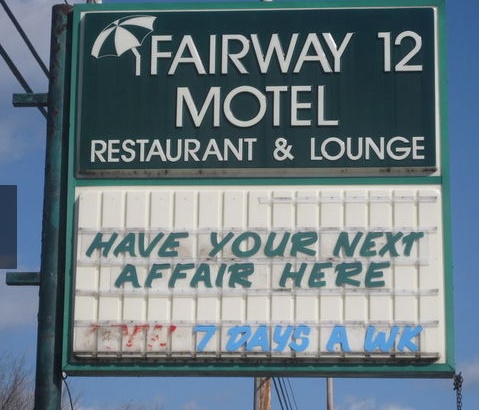 FAIRWAY 12
MOTEL
RESTAURANT & LOUNGE
HAVE YOUR NEXT
AFFAIR HERE
7 DAYS A WK